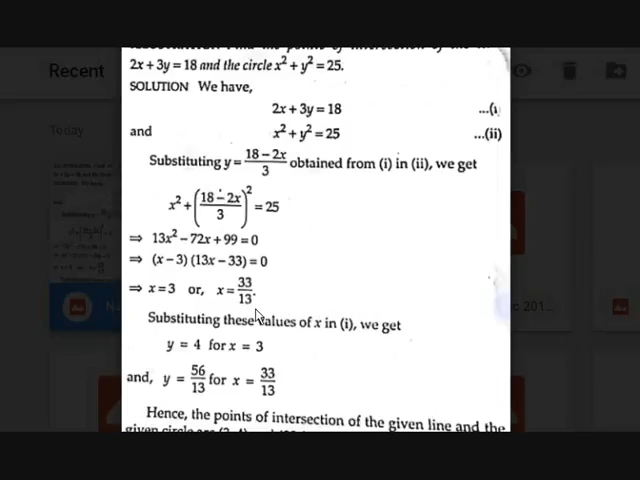 Recent
Today
2x + 3y = 18 and the circle x² + y² = 25.
SOLUTION We have,
2x + 3y = 18 ...(i
and x² + y² = 25 ...(ii)
Substituting y = (18 − 2x)/3 obtained from (i) in (ii), we get
x² + ((18 − 2x)/3)² = 25
⇒ 13x² − 72x + 99 = 0
⇒ (x − 3) (13x − 33) = 0
⇒ x = 3 or, x = 33/13.
Substituting these values of x in (i), we get
y = 4 for x = 3
and, y = 56/13 for x = 33/13
Hence, the points of intersection of the given line and the
given circle are
201...